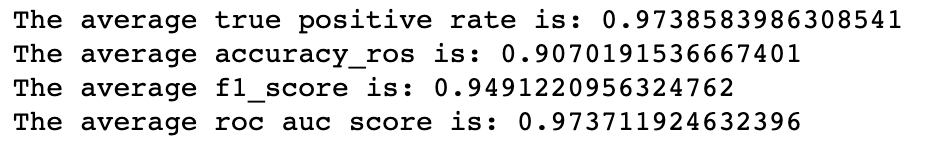 The average true positive rate is: 0.9738583986308541
The average accuracy_ros is: 0.9070191536667401
The average f1_score is: 0.9491220956324762
The average roc auc score is: 0.973711924632396